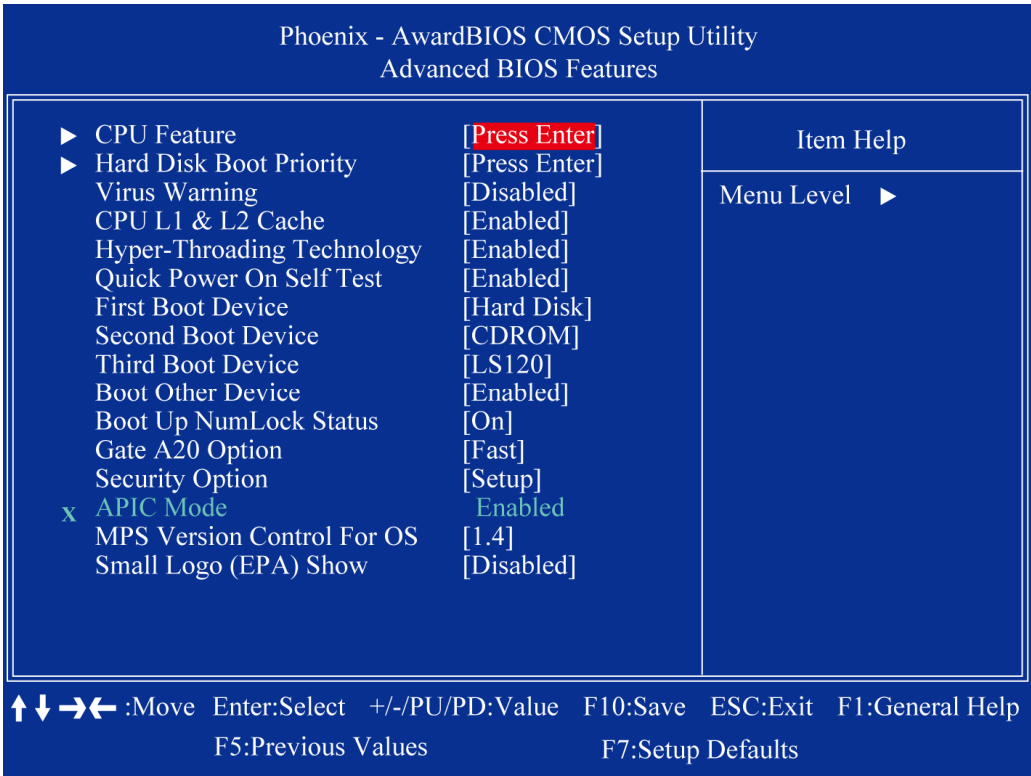 Phoenix - AwardBIOS CMOS Setup Utility
Advanced BIOS Features
▶ CPU Feature [Press Enter]
▶ Hard Disk Boot Priority [Press Enter]
Virus Warning [Disabled]
CPU L1 & L2 Cache [Enabled]
Hyper-Throading Technology [Enabled]
Quick Power On Self Test [Enabled]
First Boot Device [Hard Disk]
Second Boot Device [CDROM]
Third Boot Device [LS120]
Boot Other Device [Enabled]
Boot Up NumLock Status [On]
Gate A20 Option [Fast]
Security Option [Setup]
x APIC Mode Enabled
MPS Version Control For OS [1.4]
Small Logo (EPA) Show [Disabled]
Item Help
Menu Level ▶
↑ ↓ → ← :Move Enter:Select +/-/PU/PD:Value F10:Save ESC:Exit F1:General Help
F5:Previous Values F7:Setup Defaults